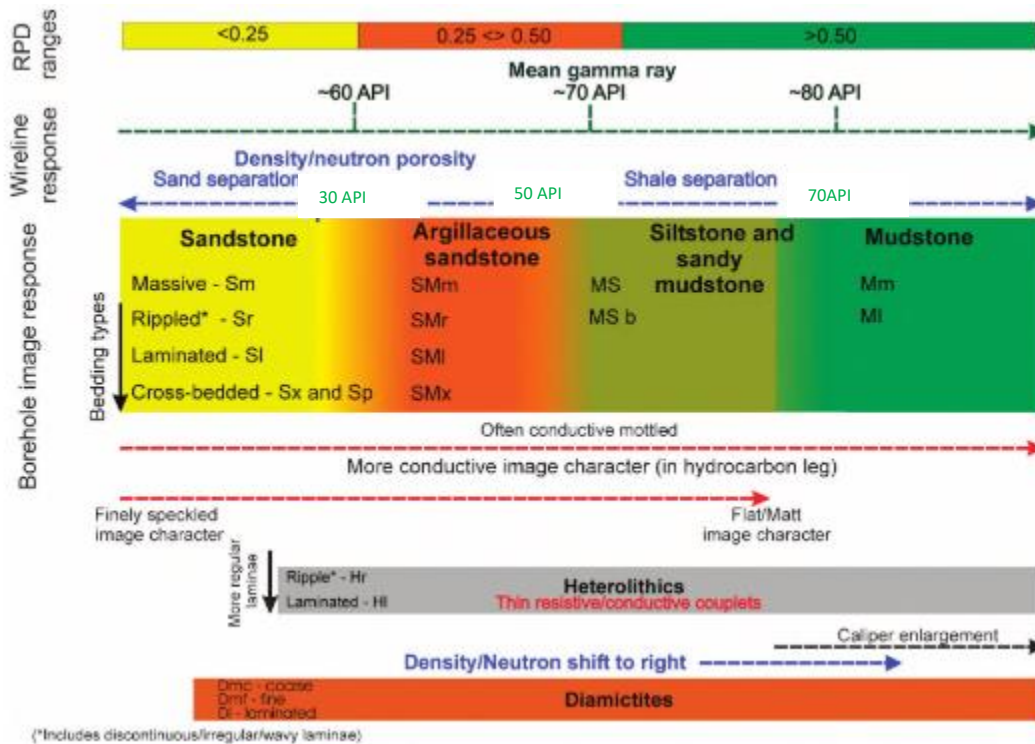 RPD ranges
<0.25
0.25 <> 0.50
>0.50
Mean gamma ray
~60 API
~70 API
~80 API
Wireline response
Density/neutron porosity
Sand separation
Shale separation
30 API
50 API
70API
Borehole image response
Bedding types
Sandstone
Argillaceous
sandstone
Siltstone and
sandy
mudstone
Mudstone
Massive - Sm
SMm
MS
Mm
Rippled* - Sr
SMr
MS b
Ml
Laminated - Sl
SMl
Cross-bedded - Sx and Sp
SMx
Often conductive mottled
More conductive image character (in hydrocarbon leg)
Finely speckled
image character
Flat/Matt
image character
More regular
laminae
Ripple* - Hr
Laminated - Hl
Heterolithics
Thin resistive/conductive couplets
Caliper enlargement
Density/Neutron shift to right
Dmc - coase
Dmf - fine
Dl - laminated
Diamictites
(*Includes discontinuous/irregular/wavy laminae)